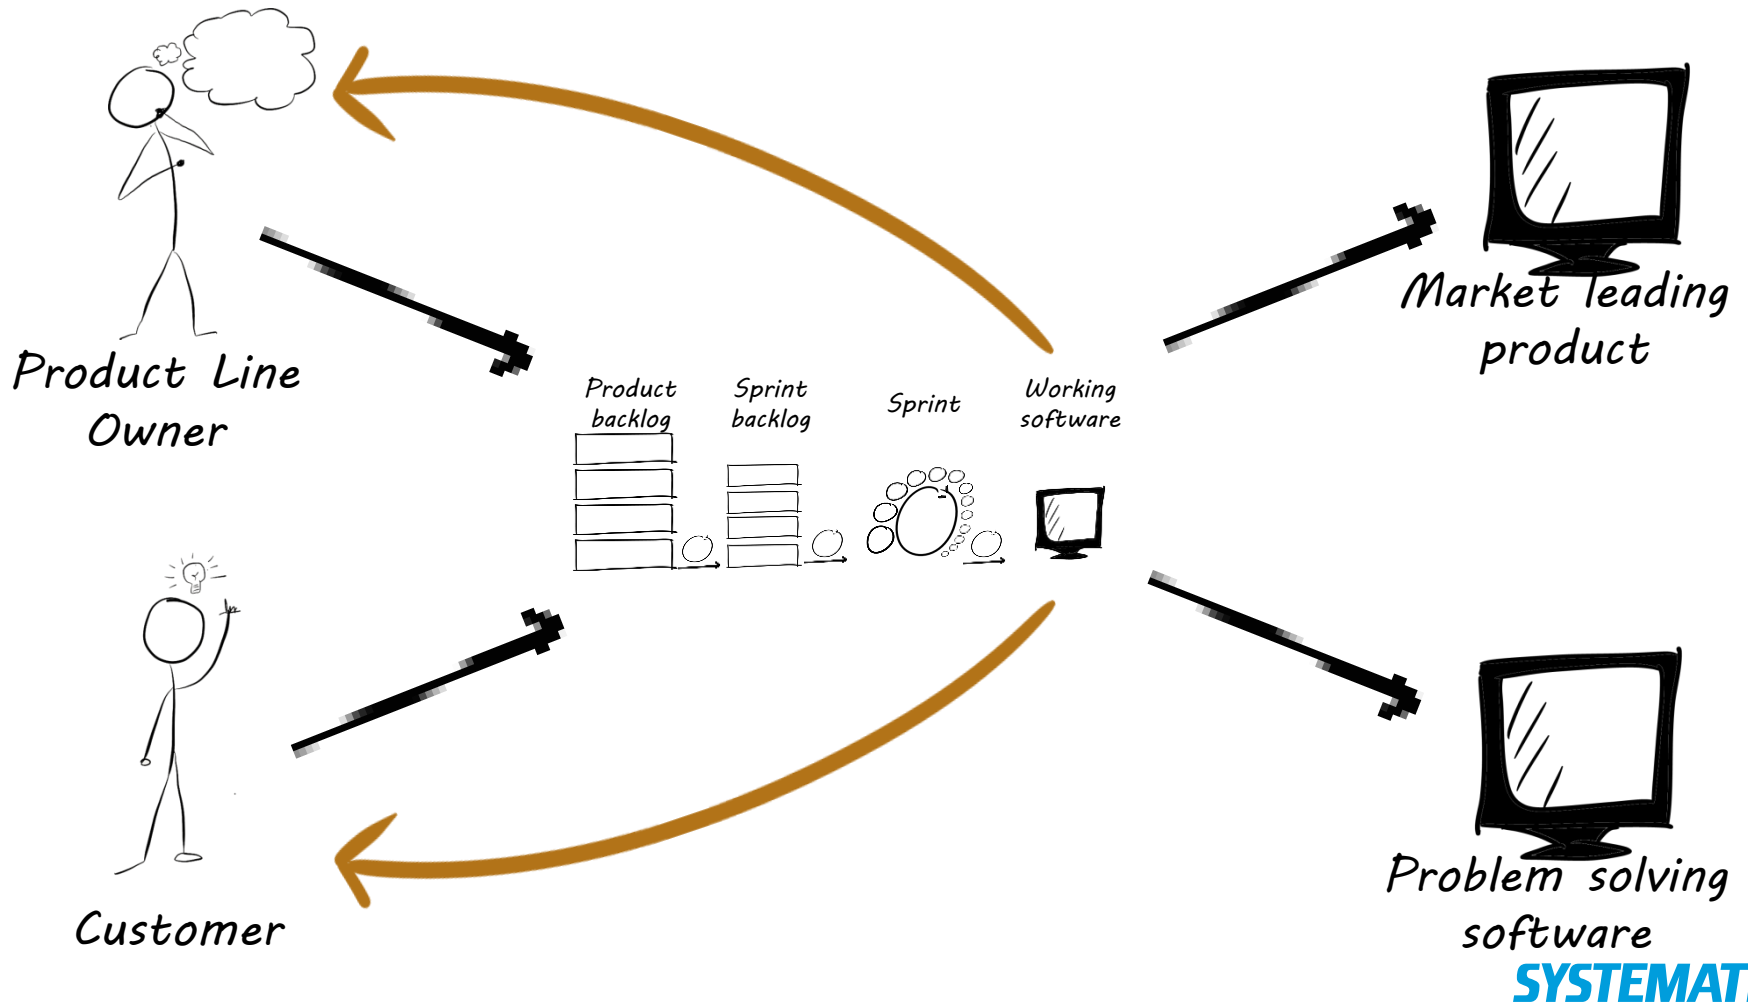 Product Line
Owner
Product
backlog
Sprint
backlog
Sprint
Working
software
Market leading
product
Customer
Problem solving
software
SYSTEMAT